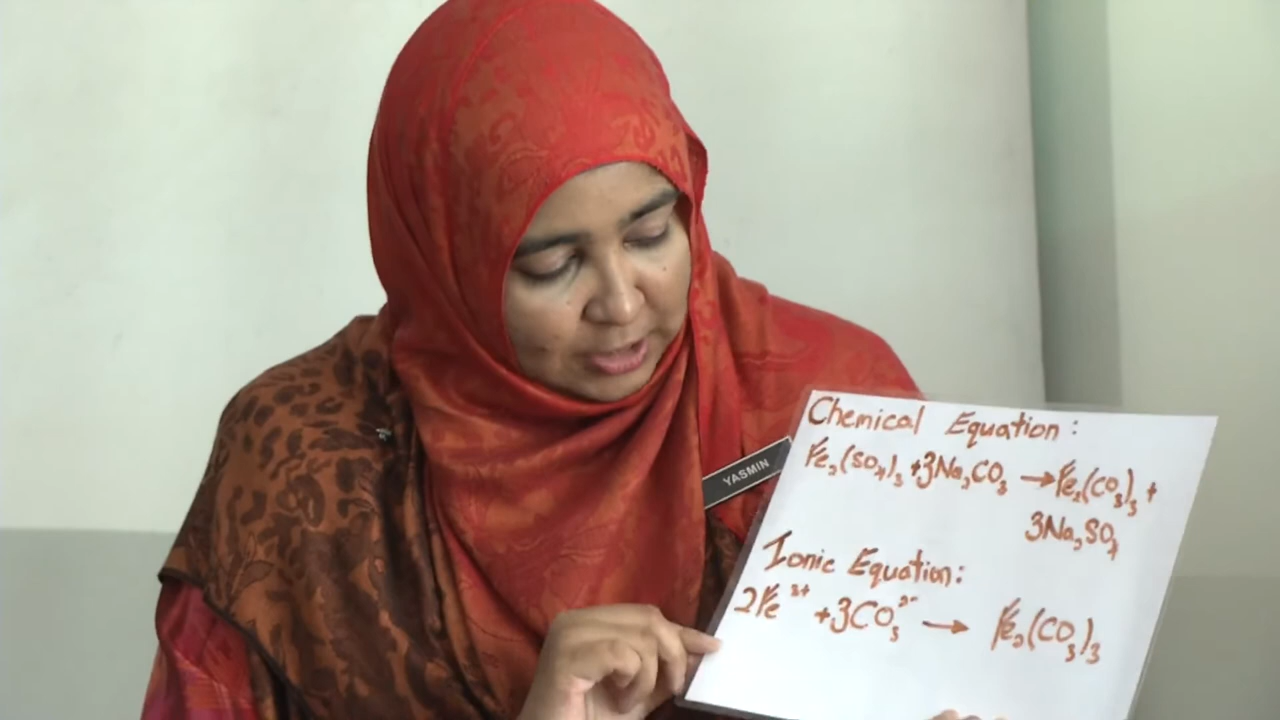 YASMIN
Chemical Equation:
Fe₂(SO₄)₃ + 3Na₂CO₃ → Fe₂(CO₃)₃ +
3Na₂SO₄
Ionic Equation:
2Fe³⁺ + 3CO₃²⁻ → Fe₂(CO₃)₃